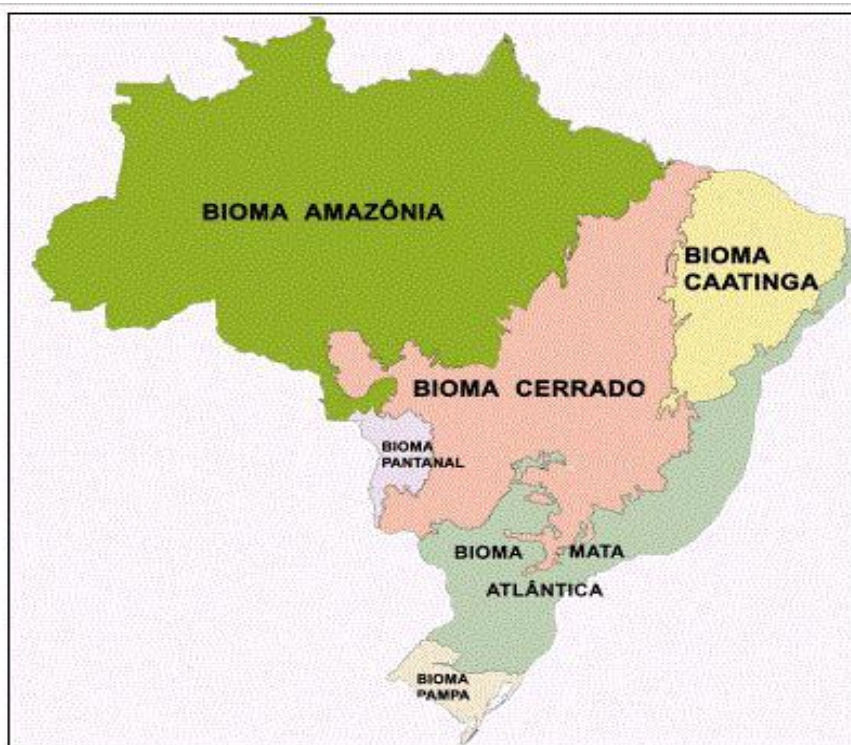 BIOMA AMAZÔNIA
BIOMA
CAATINGA
BIOMA CERRADO
BIOMA
PANTANAL
BIOMA MATA
ATLÂNTICA
BIOMA
PAMPA